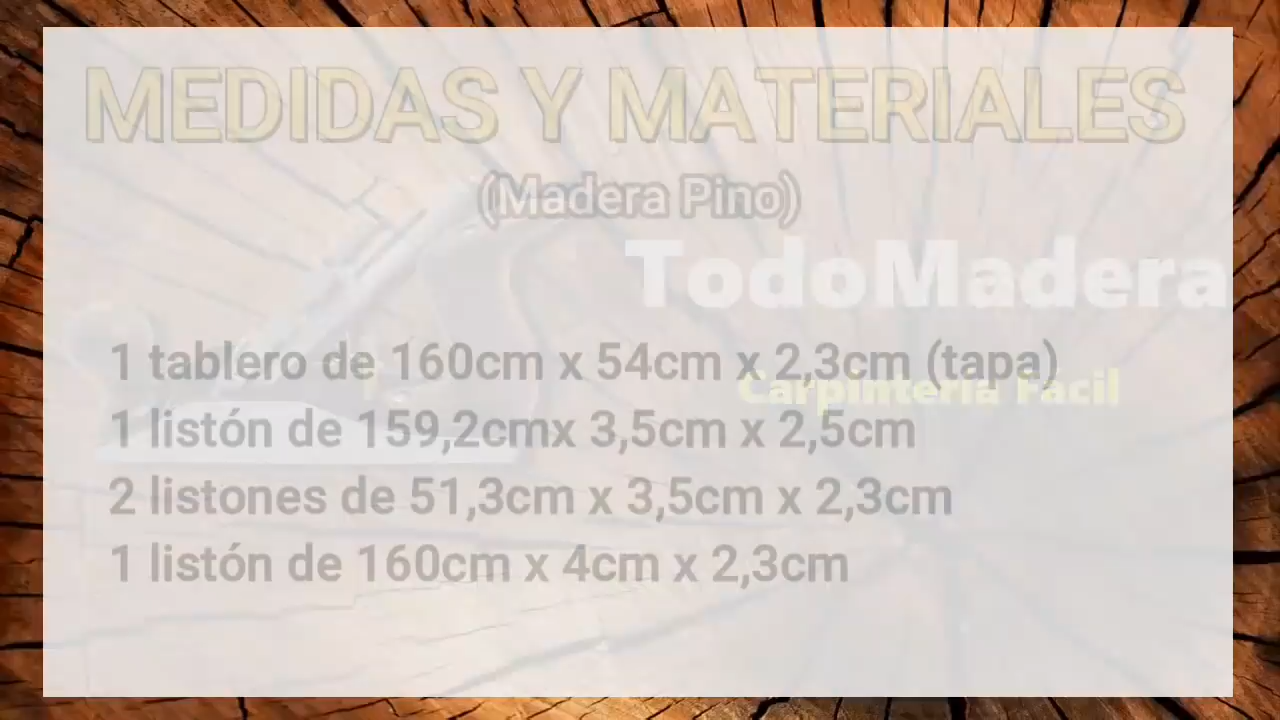 MEDIDAS Y MATERIALES
(Madera Pino)
TodoMadera
1 tablero de 160cm x 54cm x 2,3cm (tapa)
Carpintería Fácil
1 listón de 159,2cmx 3,5cm x 2,5cm
2 listones de 51,3cm x 3,5cm x 2,3cm
1 listón de 160cm x 4cm x 2,3cm